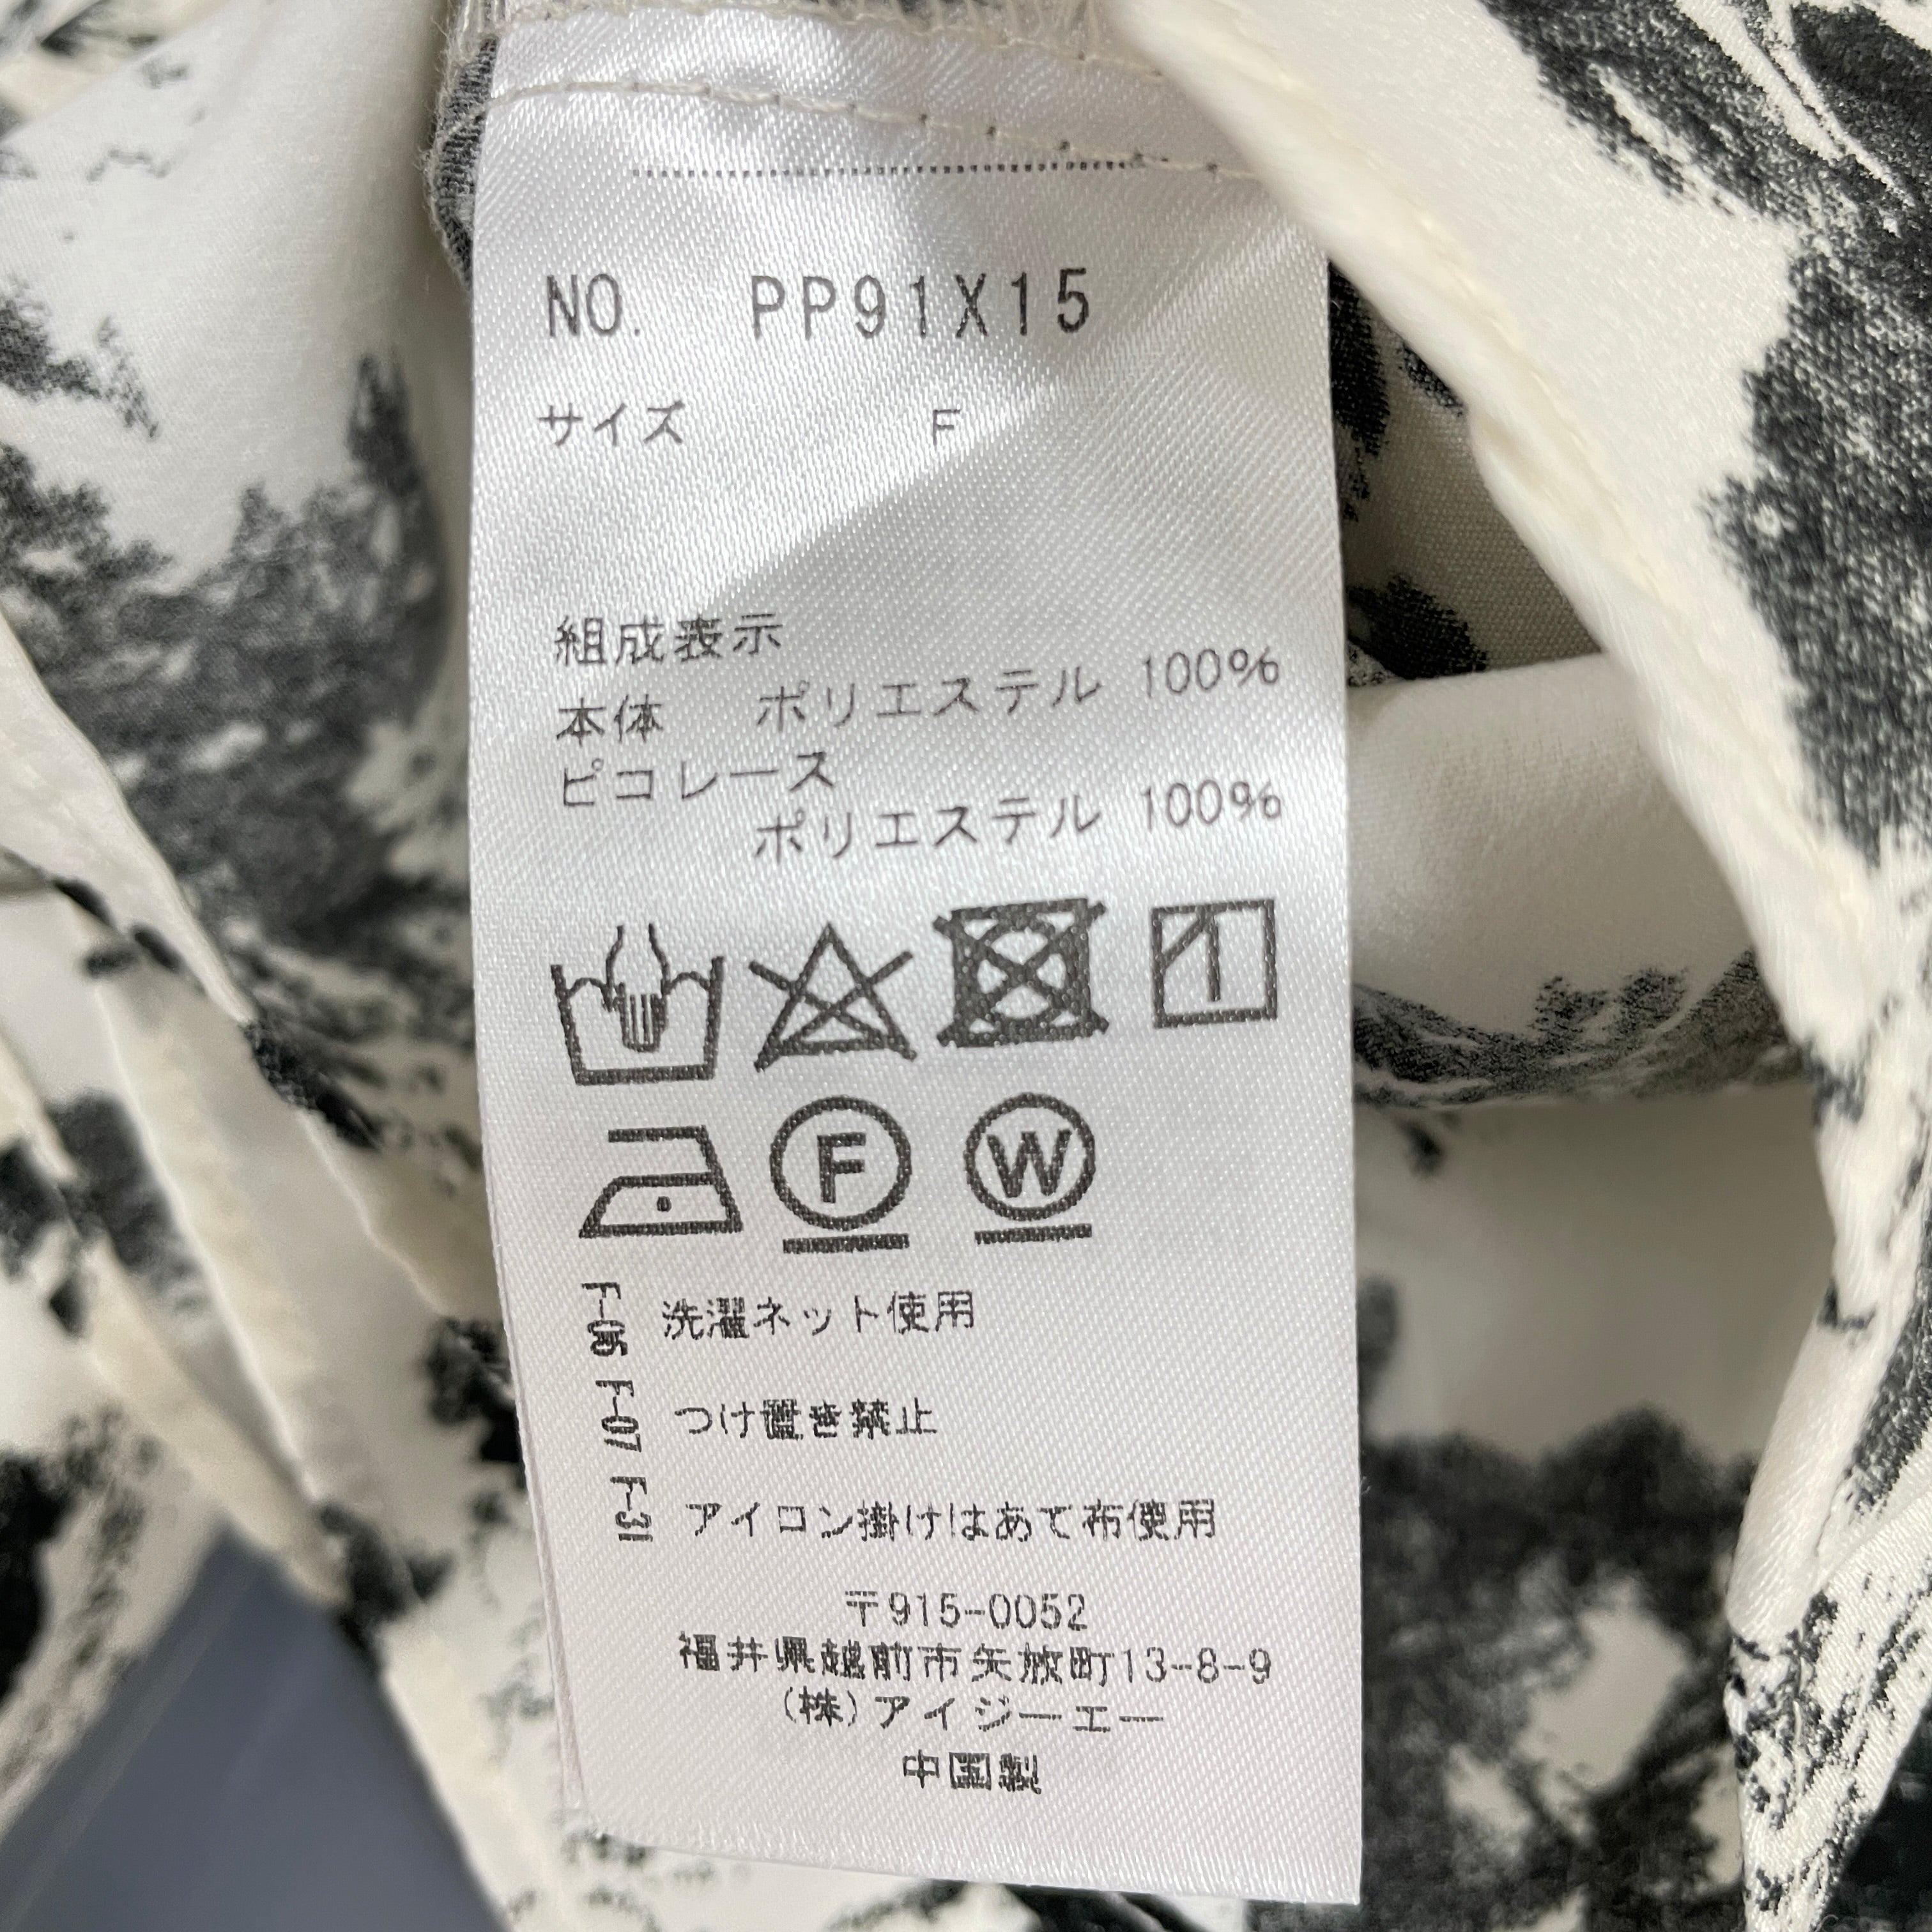 NO. PP91X15
サイズ F
組成表示
本体 ポリエステル 100%
ピコレース
ポリエステル 100%
F
W
F-06 洗濯ネット使用
F-07 つけ置き禁止
F-31 アイロン掛けはあて布使用
〒915-0052
福井県越前市矢放町13-8-9
(株)アイジーエー
中国製